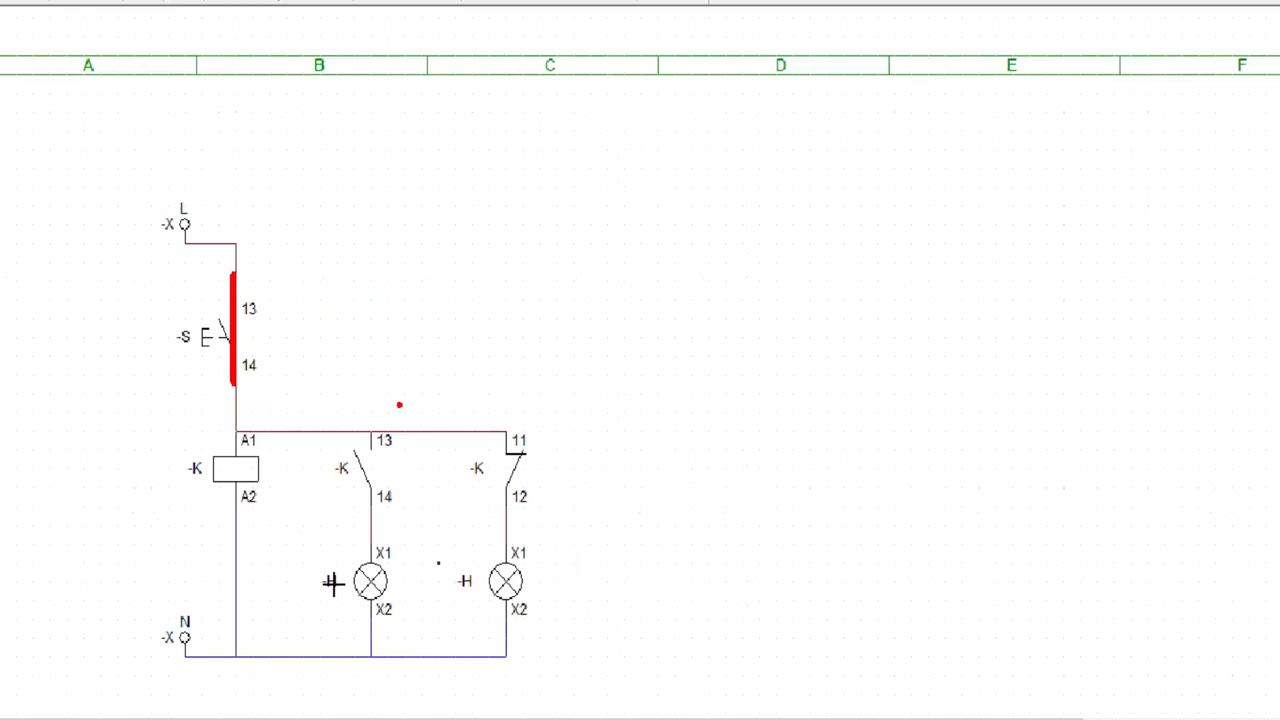 A B C D E F
L
-X
13
-S
14
A1 13 11
-K -K -K
A2 14 12
X1 X1
-H -H
X2 X2
N
-X